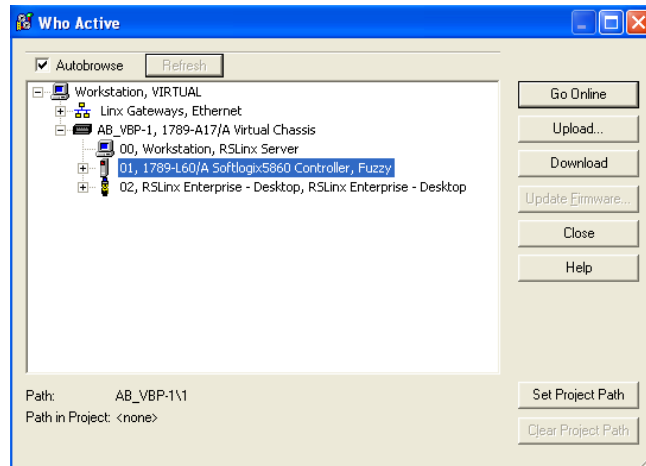 Who Active
Autobrowse
Refresh
Workstation, VIRTUAL
Linx Gateways, Ethernet
AB_VBP-1, 1789-A17/A Virtual Chassis
00, Workstation, RSLinx Server
01, 1789-L60/A Softlogix5860 Controller, Fuzzy
02, RSLinx Enterprise - Desktop, RSLinx Enterprise - Desktop
Go Online
Upload...
Download
Update Firmware...
Close
Help
Path: AB_VBP-1\1
Path in Project: <none>
Set Project Path
Clear Project Path